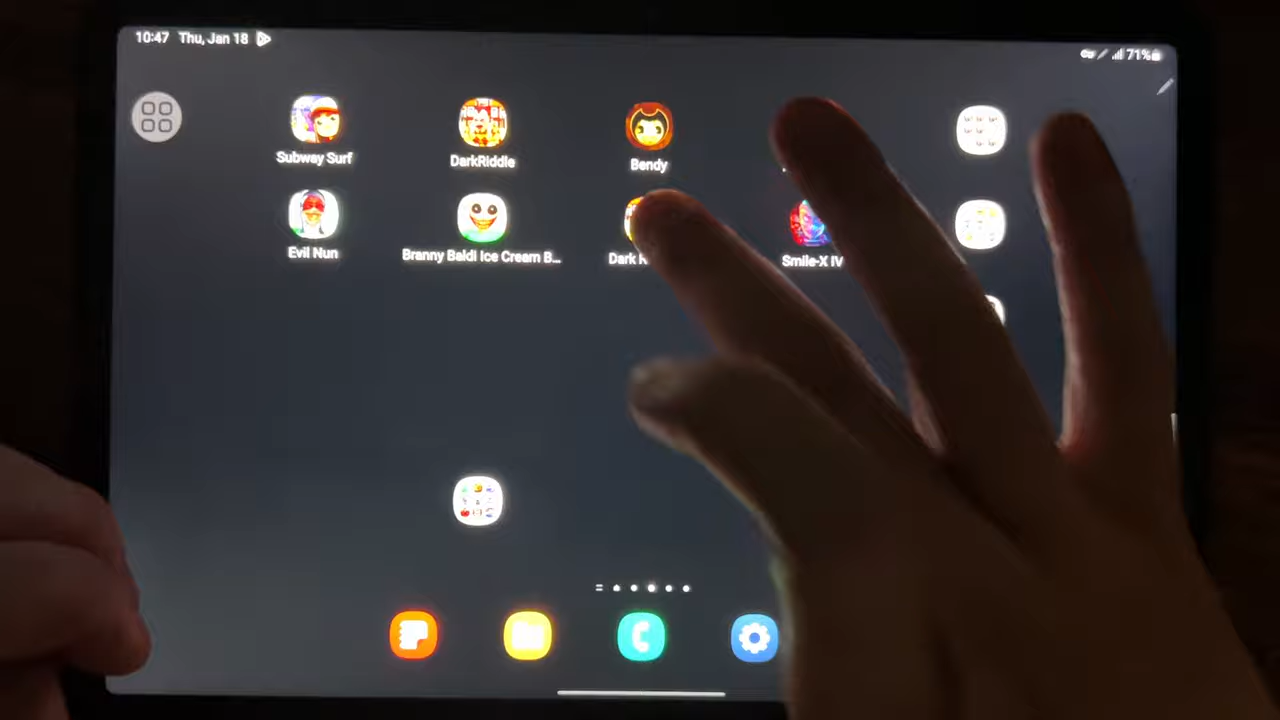 10:47 Thu, Jan 18
71%
Subway Surf
DarkRiddle
Bendy
Evil Nun
Branny Baldi Ice Cream B...
Dark
Smile-X IV